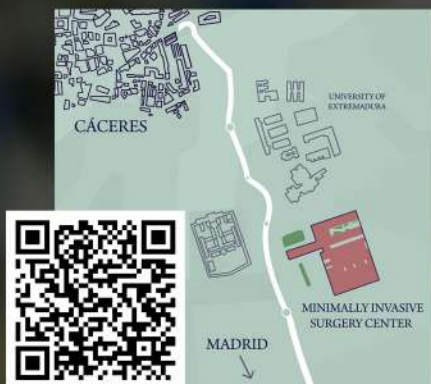 UNIVERSITY OF
EXTREMADURA
CÁCERES
MINIMALLY INVASIVE
SURGERY CENTER
MADRID